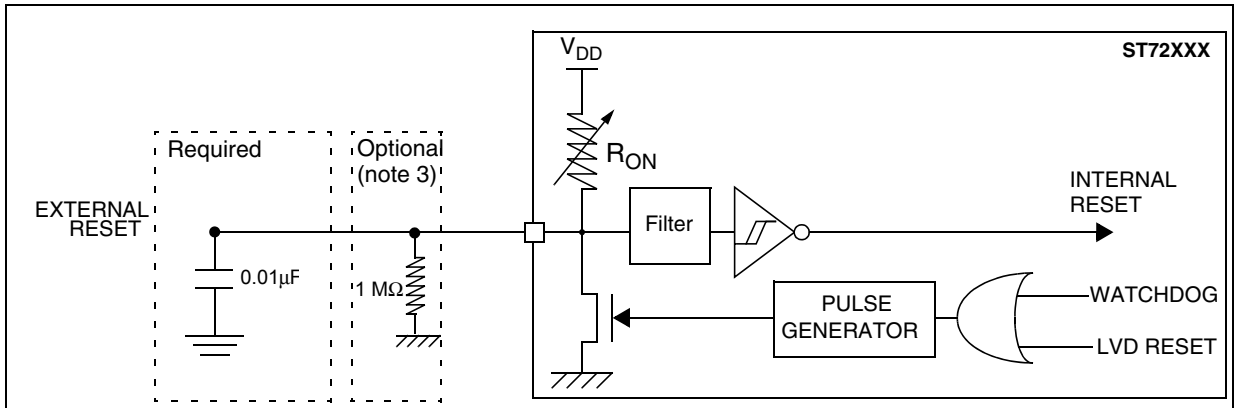 V_DD
ST72XXX
Required
Optional
(note 3)
R_ON
EXTERNAL
RESET
Filter
INTERNAL
RESET
0.01µF
1 MΩ
PULSE
GENERATOR
WATCHDOG
LVD RESET